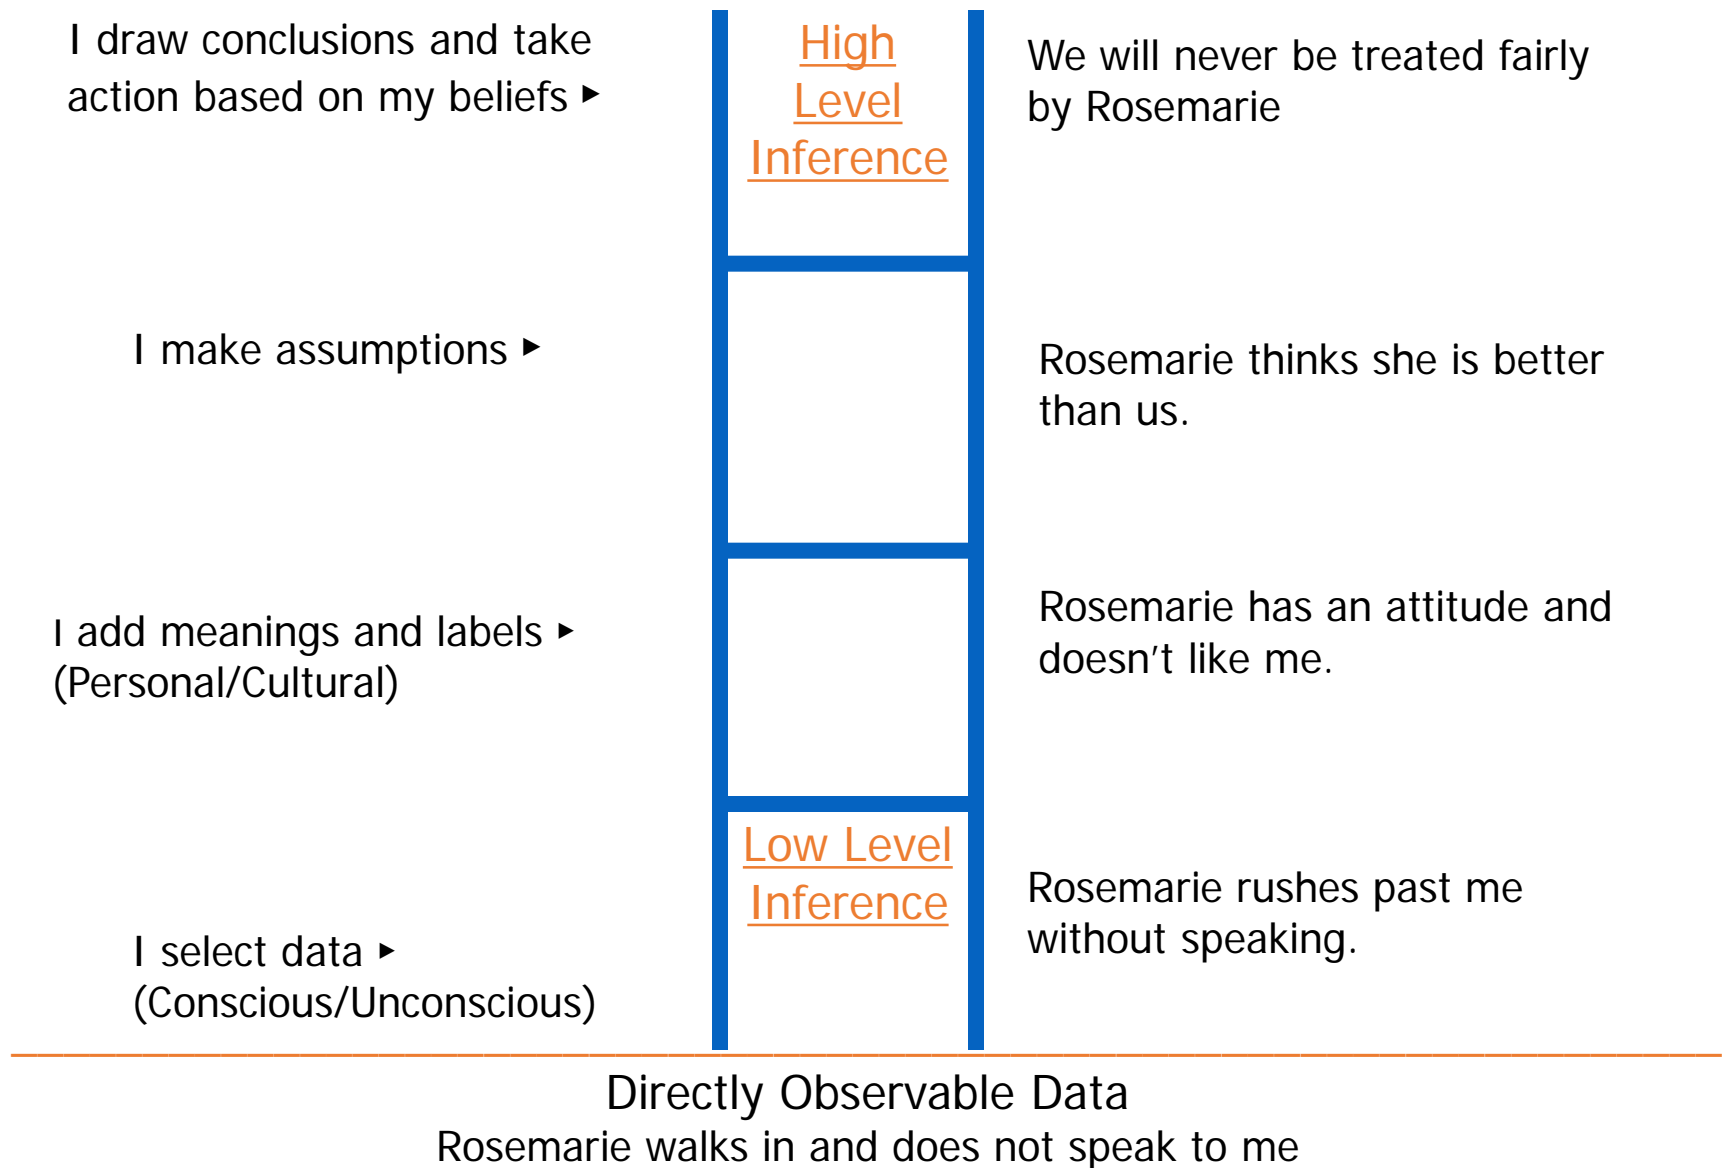 I draw conclusions and take
action based on my beliefs ►
High
Level
Inference
We will never be treated fairly
by Rosemarie
I make assumptions ►
Rosemarie thinks she is better
than us.
I add meanings and labels ►
(Personal/Cultural)
Rosemarie has an attitude and
doesn't like me.
Low Level
Inference
Rosemarie rushes past me
without speaking.
I select data ►
(Conscious/Unconscious)
Directly Observable Data
Rosemarie walks in and does not speak to me